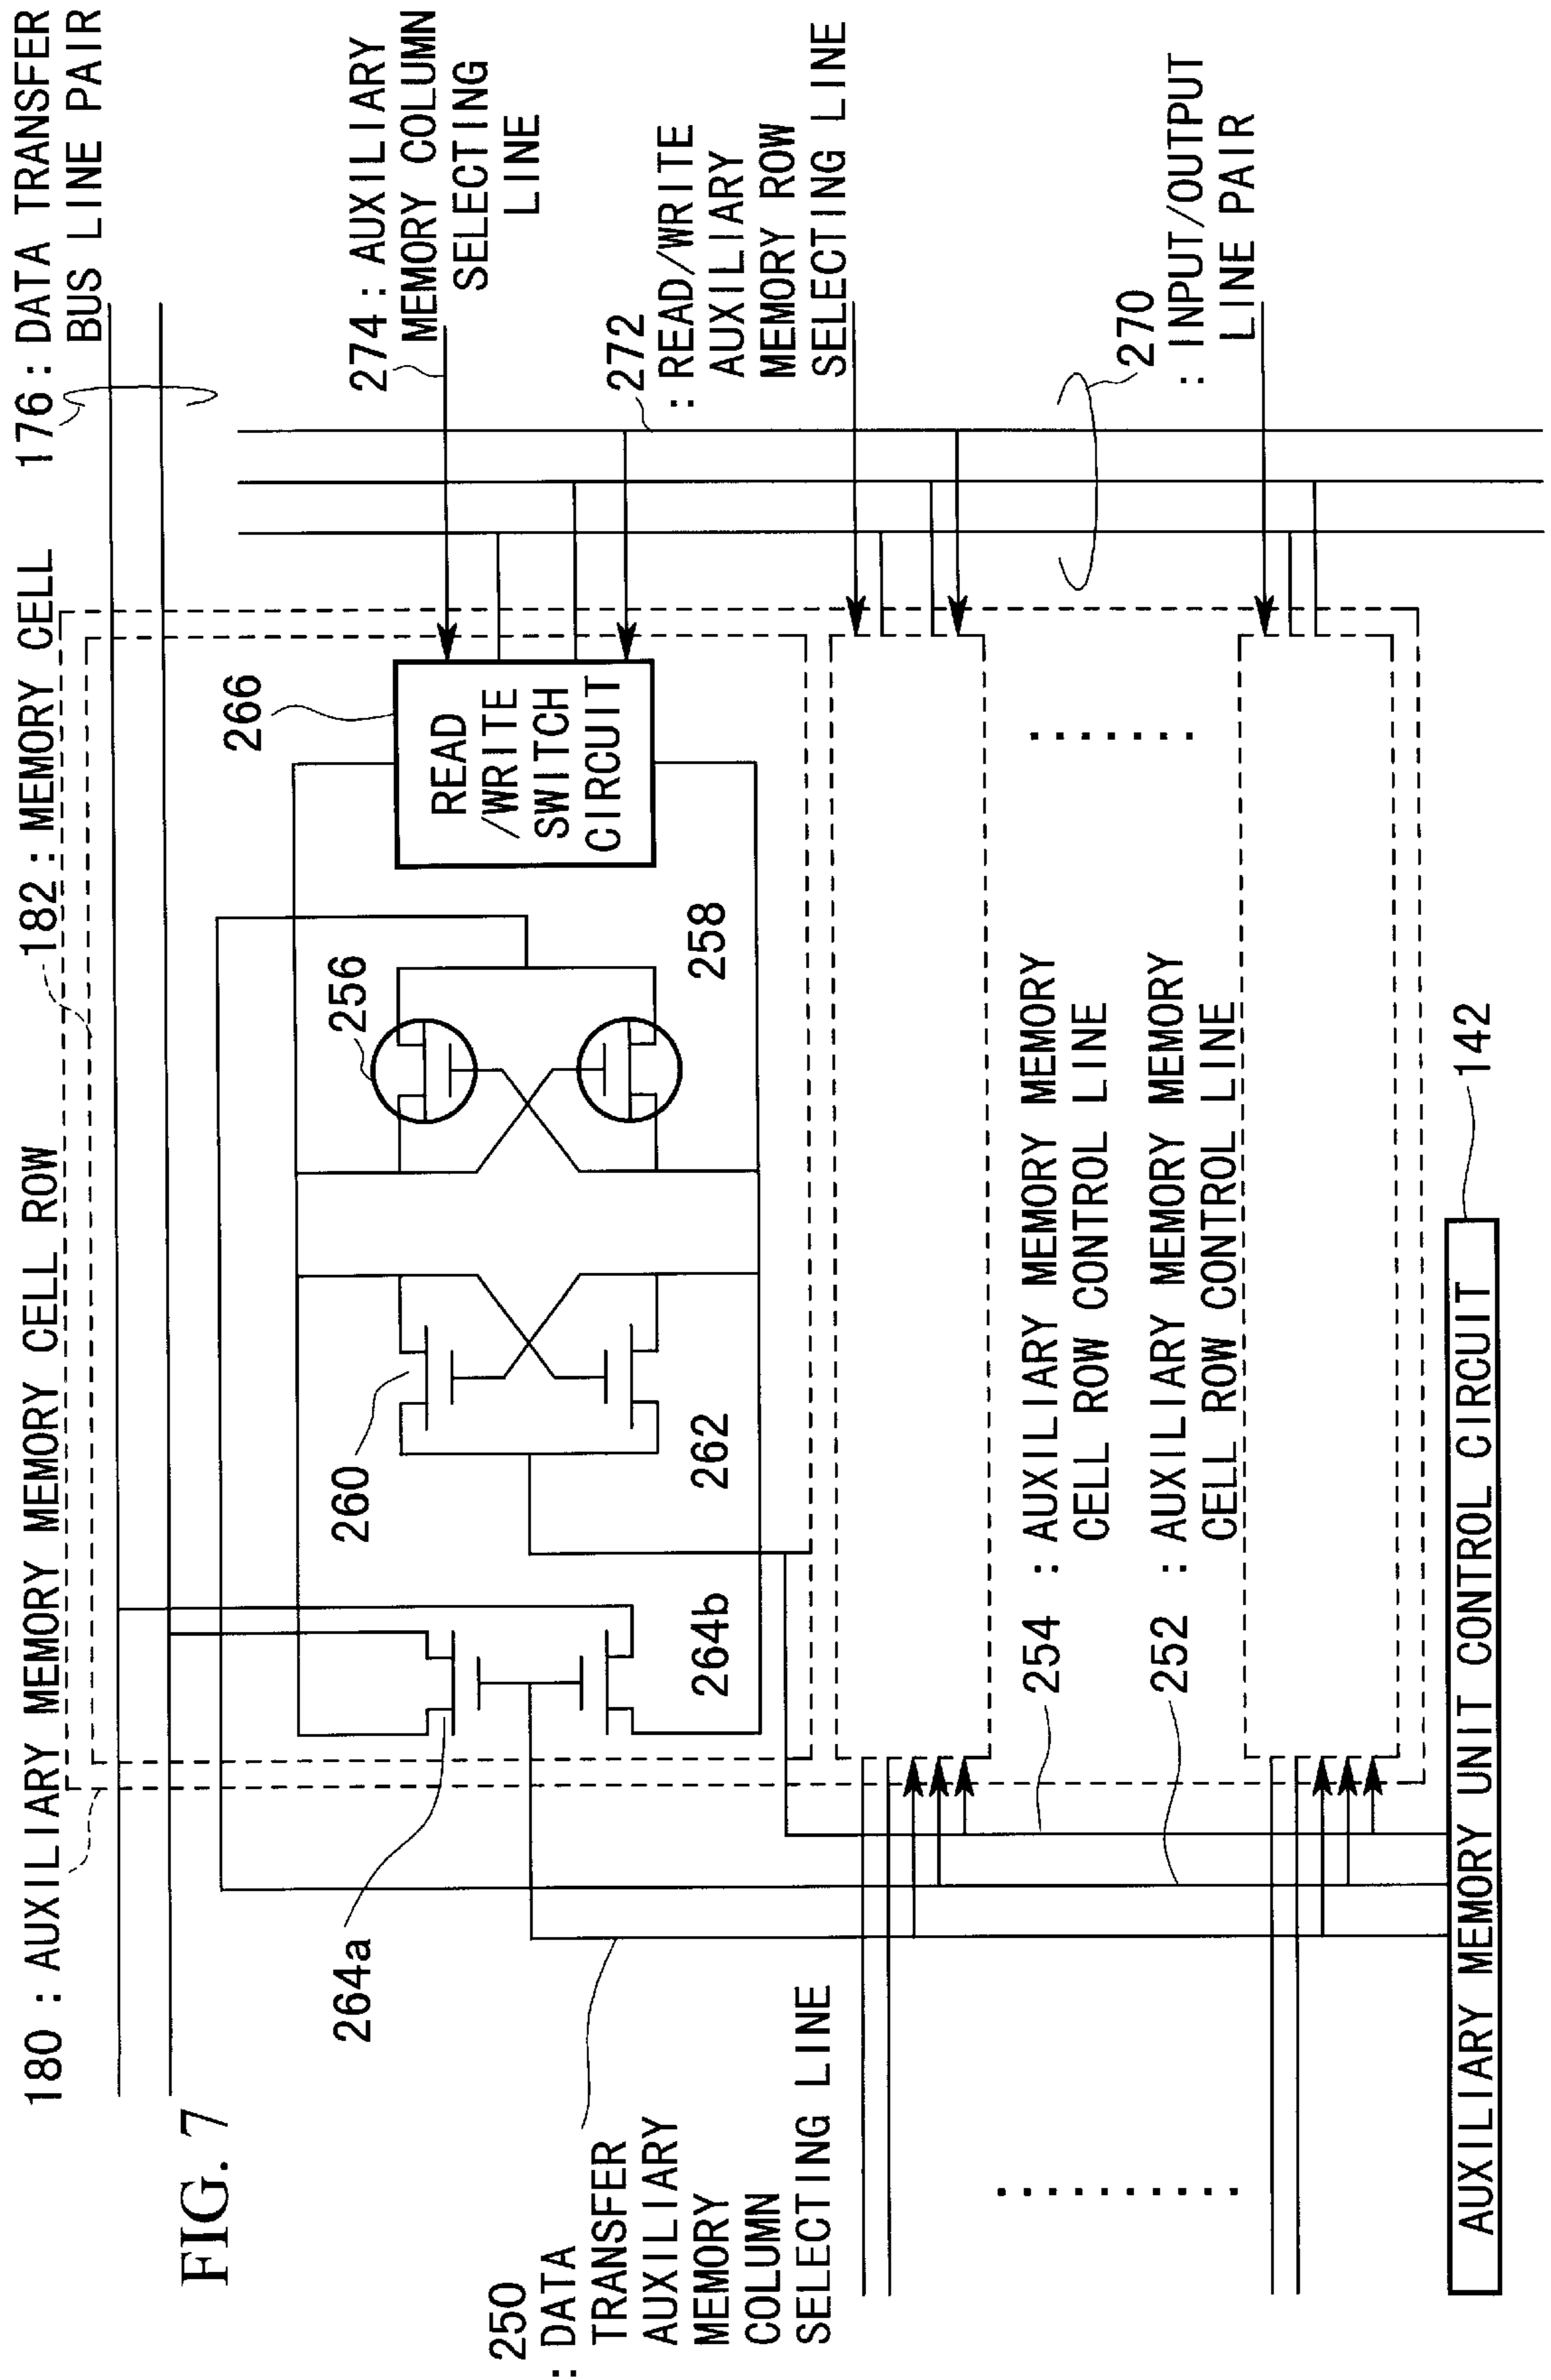 FIG. 7
180 : AUXILIARY MEMORY MEMORY CELL ROW
182 : MEMORY CELL
176 : DATA TRANSFER
BUS LINE PAIR
274 : AUXILIARY
MEMORY COLUMN
SELECTING
LINE
272
: READ/WRITE
AUXILIARY
MEMORY ROW
SELECTING LINE
270
: INPUT/OUTPUT
LINE PAIR
266
READ
/WRITE
SWITCH
CIRCUIT
256
258
260
262
264a
264b
250
: DATA
TRANSFER
AUXILIARY
MEMORY
COLUMN
SELECTING LINE
254 : AUXILIARY MEMORY MEMORY
CELL ROW CONTROL LINE
252 : AUXILIARY MEMORY MEMORY
CELL ROW CONTROL LINE
142
AUXILIARY MEMORY UNIT CONTROL CIRCUIT